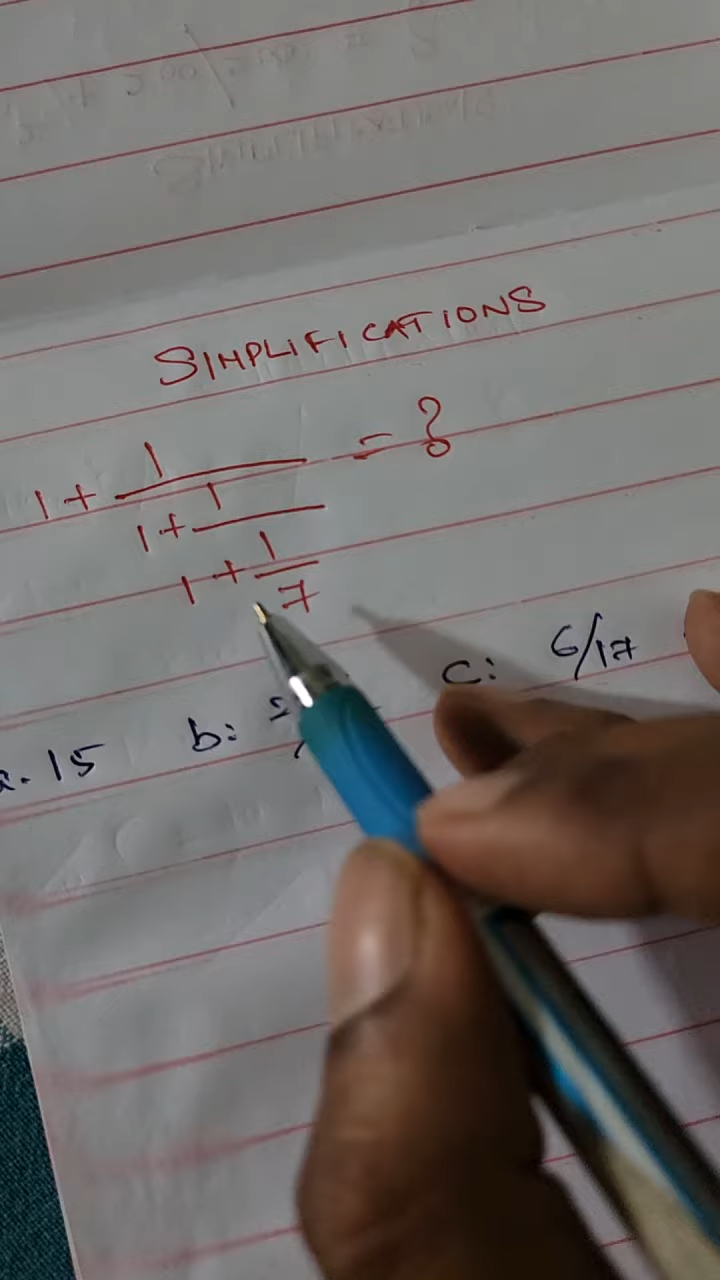 SIMPLIFICATIONS
1 + 1 = ?
1 + 1
1 + 1
7
a. 15 b: c: 6/17